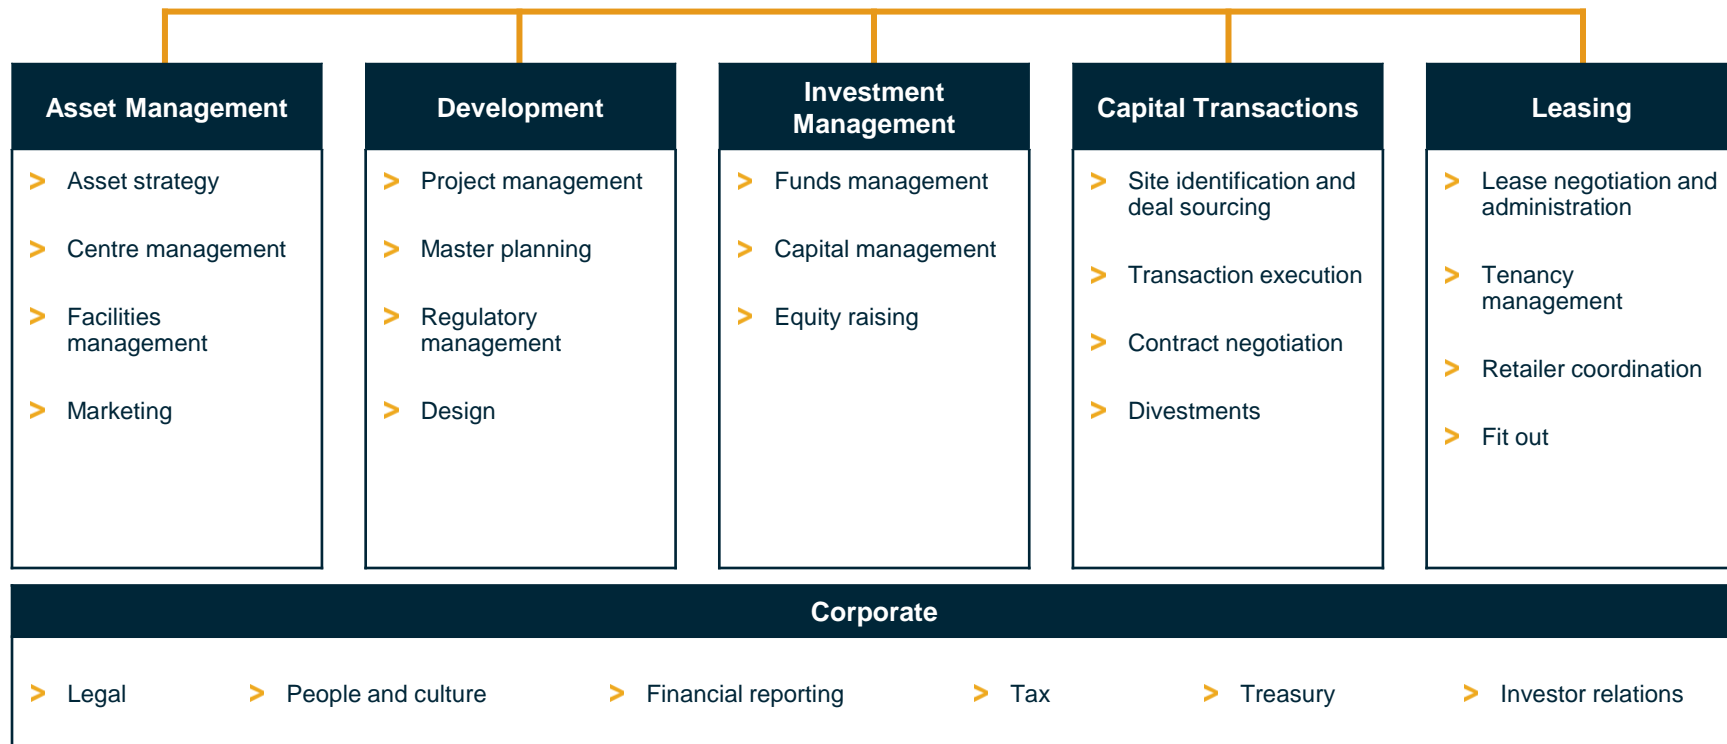 Asset Management
> Asset strategy
> Centre management
> Facilities
management
> Marketing
Development
> Project management
> Master planning
> Regulatory
management
> Design
Investment
Management
> Funds management
> Capital management
> Equity raising
Capital Transactions
> Site identification and
deal sourcing
> Transaction execution
> Contract negotiation
> Divestments
Leasing
> Lease negotiation and
administration
> Tenancy
management
> Retailer coordination
> Fit out
Corporate
> Legal
> People and culture
> Financial reporting
> Tax
> Treasury
> Investor relations